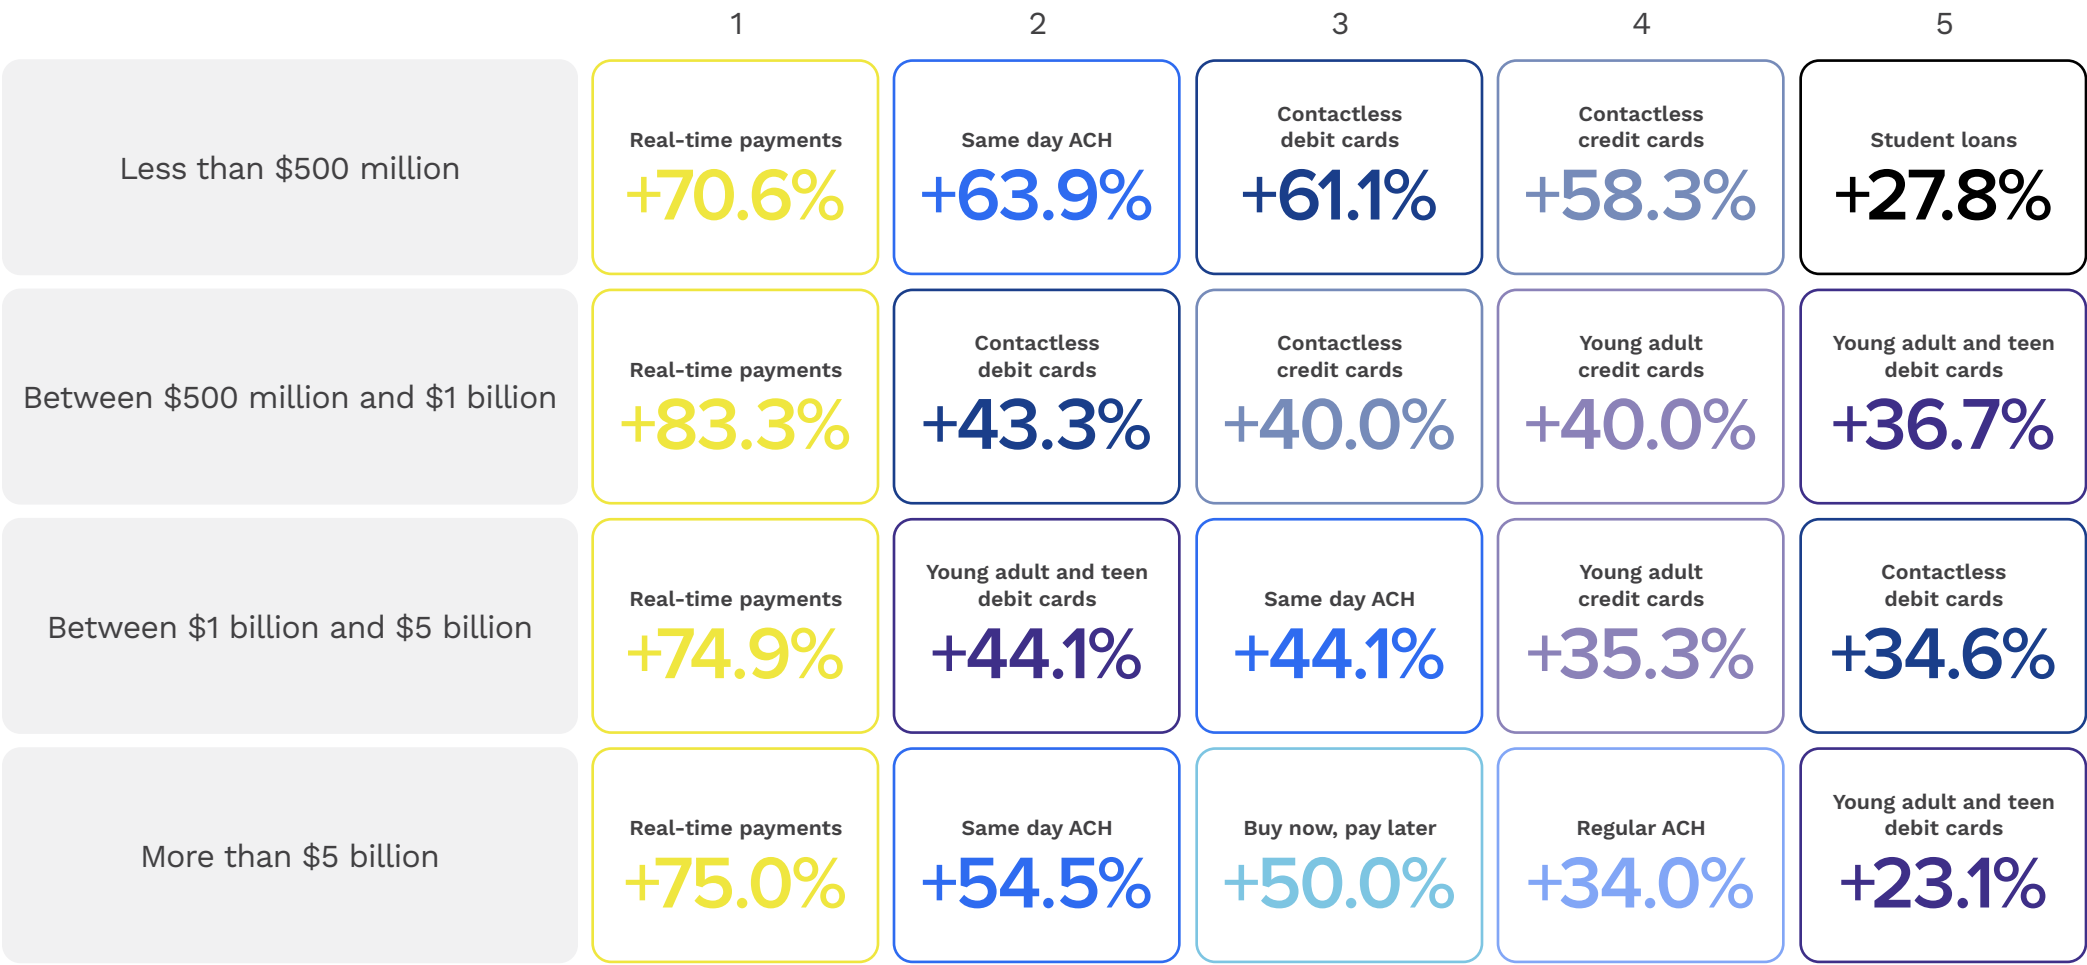 1 2 3 4 5
Less than $500 million
Real-time payments
+70.6%
Same day ACH
+63.9%
Contactless
debit cards
+61.1%
Contactless
credit cards
+58.3%
Student loans
+27.8%
Between $500 million and $1 billion
Real-time payments
+83.3%
Contactless
debit cards
+43.3%
Contactless
credit cards
+40.0%
Young adult
credit cards
+40.0%
Young adult and teen
debit cards
+36.7%
Between $1 billion and $5 billion
Real-time payments
+74.9%
Young adult and teen
debit cards
+44.1%
Same day ACH
+44.1%
Young adult
credit cards
+35.3%
Contactless
debit cards
+34.6%
More than $5 billion
Real-time payments
+75.0%
Same day ACH
+54.5%
Buy now, pay later
+50.0%
Regular ACH
+34.0%
Young adult and teen
debit cards
+23.1%